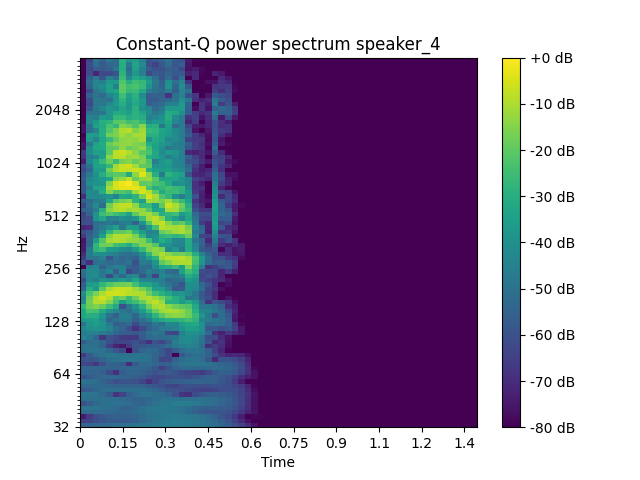 Constant-Q power spectrum speaker_4
Hz
2048
1024
512
256
128
64
32
0 0.15 0.3 0.45 0.6 0.75 0.9 1.1 1.2 1.4
Time
+0 dB
-10 dB
-20 dB
-30 dB
-40 dB
-50 dB
-60 dB
-70 dB
-80 dB